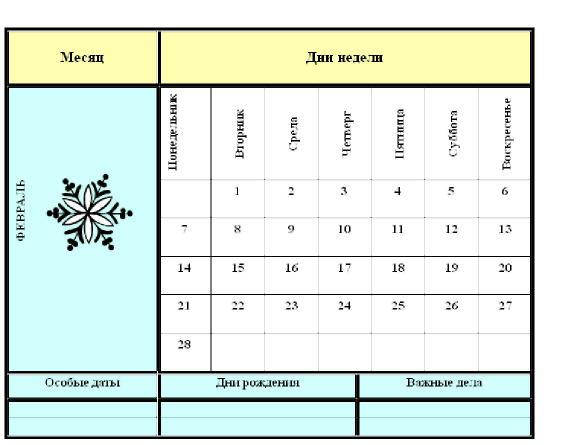 Месяц Дни недели
ФЕВРАЛЬ
Понедельник Вторник Среда Четверг Пятница Суббота Воскресенье
1 2 3 4 5 6
7 8 9 10 11 12 13
14 15 16 17 18 19 20
21 22 23 24 25 26 27
28
Особые даты Дни рождения Важные дела